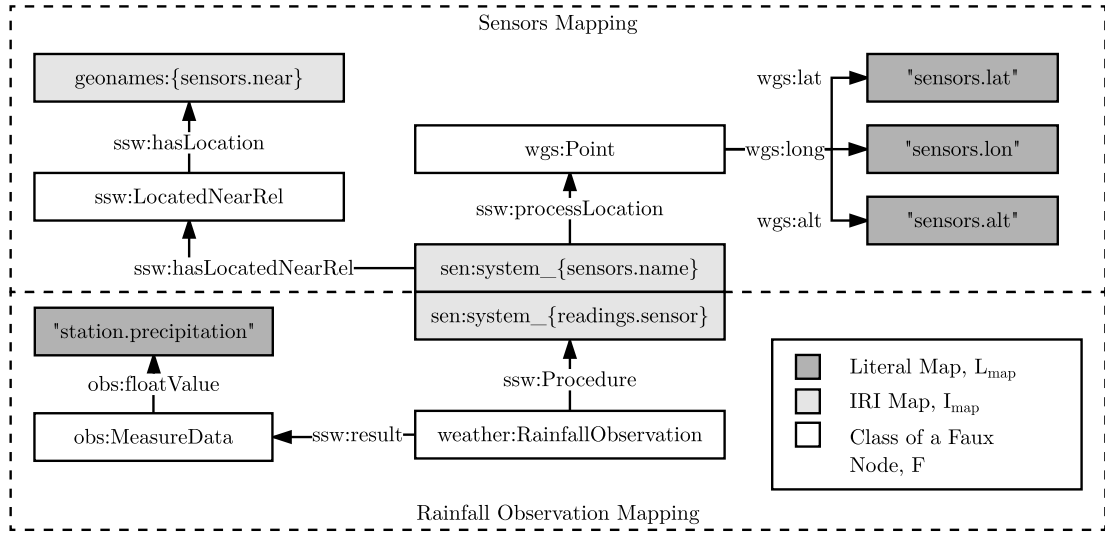 Sensors Mapping
geonames:{sensors.near}
wgs:lat
"sensors.lat"
ssw:hasLocation
wgs:Point
wgs:long
"sensors.lon"
ssw:LocatedNearRel
ssw:processLocation
wgs:alt
"sensors.alt"
ssw:hasLocatedNearRel
sen:system_{sensors.name}
"station.precipitation"
sen:system_{readings.sensor}
obs:floatValue
ssw:Procedure
obs:MeasureData
ssw:result
weather:RainfallObservation
Literal Map, Lmap
IRI Map, Imap
Class of a Faux
Node, F
Rainfall Observation Mapping